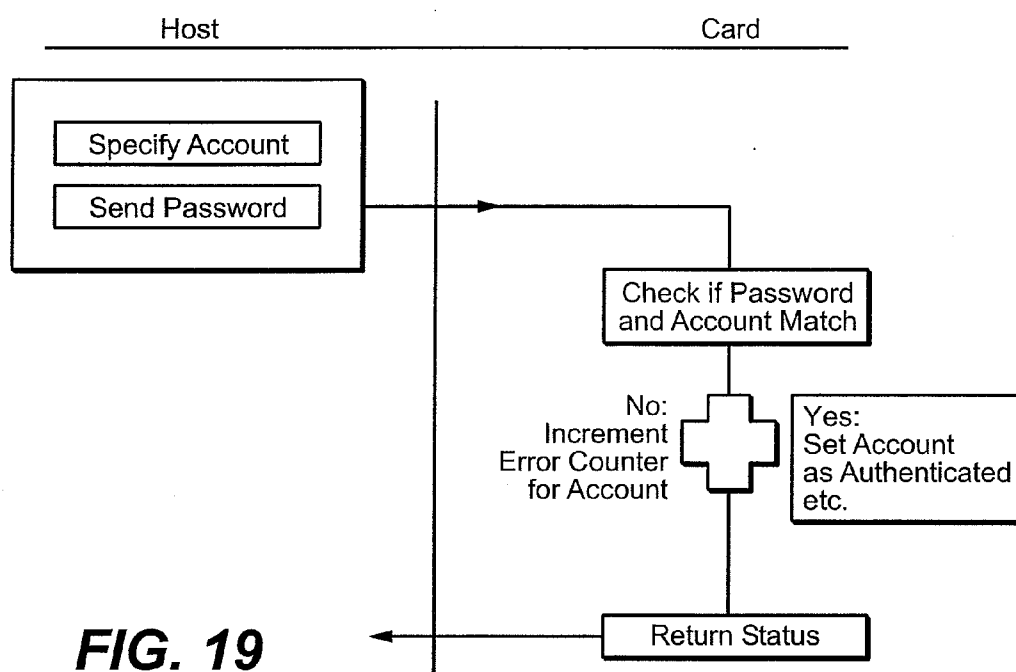 Host
Card
Specify Account
Send Password
Check if Password
and Account Match
No:
Increment
Error Counter
for Account
Yes:
Set Account
as Authenticated
etc.
Return Status
FIG. 19